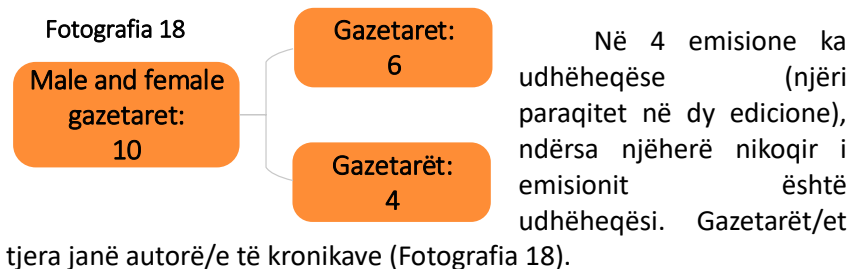 Fotografia 18
Male and female
gazetaret:
10
Gazetaret:
6
Gazetarët:
4
Në 4 emisione ka
udhëheqëse (njëri
paraqitet në dy edicione),
ndërsa njëherë nikoqir i
emisionit është
udhëheqësi. Gazetarët/et
tjera janë autorë/e të kronikave (Fotografia 18).